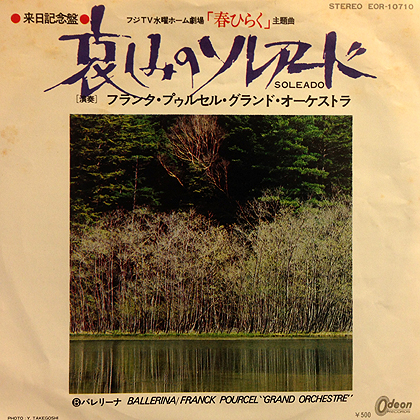 STEREO EOR-10710
●来日記念盤●
フジTV水曜ホーム劇場「春ひらく」主題曲
哀しみのソレアード
SOLEADO
[演奏] フランク・プゥルセル・グランド・オーケストラ
Ⓑバレリーナ BALLERINA/FRANCK POURCEL "GRAND ORCHESTRE"
¥500
Odeon
RECORDS
PHOTO:Y. TAKEGOSHI